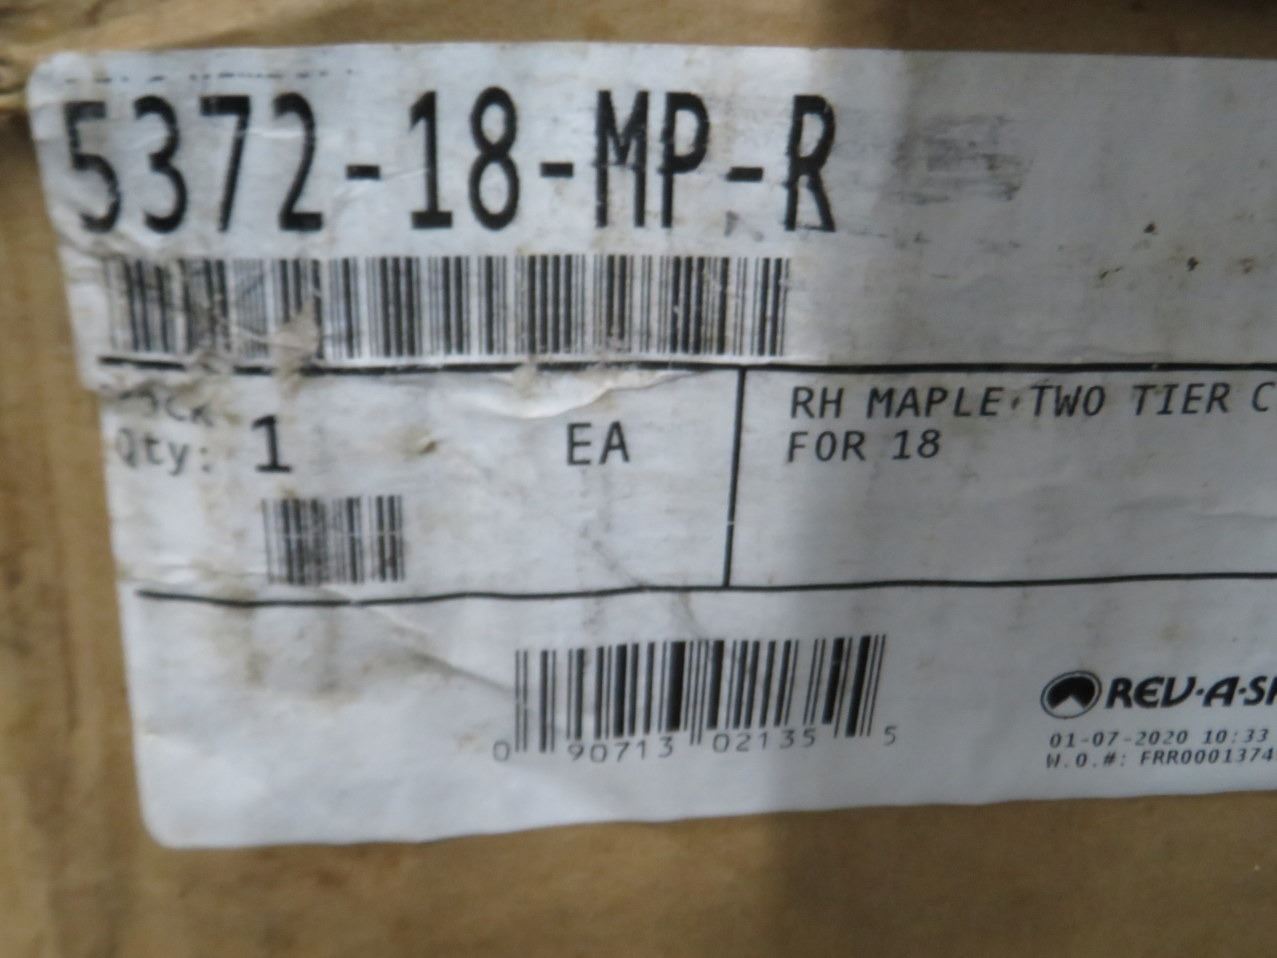 5372-18-MP-R
Qty: 1 EA
RH MAPLE TWO TIER C
FOR 18
0 90713 02135 5
REV·A·SH
01-07-2020 10:33
W.O.#: FRR0001374